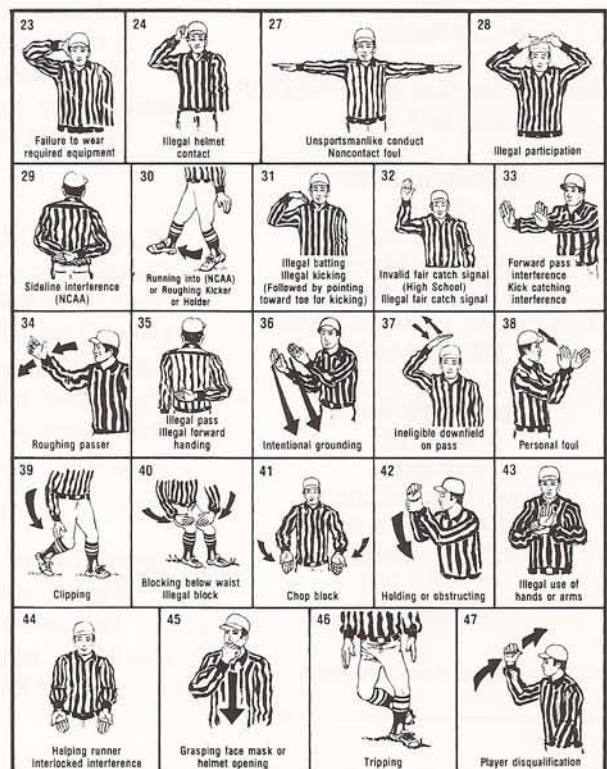 23
Failure to wear
required equipment
24
Illegal helmet
contact
27
Unsportsmanlike conduct
Noncontact foul
28
Illegal participation
29
Sideline interference
(NCAA)
30
Running into (NCAA)
or Roughing Kicker
or Holder
31
Illegal batting
Illegal kicking
(Followed by pointing
toward toe for kicking)
32
Invalid fair catch signal
(High School)
Illegal fair catch signal
33
Forward pass
interference
Kick catching
interference
34
Roughing passer
35
Illegal pass
Illegal forward
handing
36
Intentional grounding
37
Ineligible downfield
on pass
38
Personal foul
39
Clipping
40
Blocking below waist
Illegal block
41
Chop block
42
Holding or obstructing
43
Illegal use of
hands or arms
44
Helping runner
Interlocked interference
45
Grasping face mask or
helmet opening
46
Tripping
47
Player disqualification